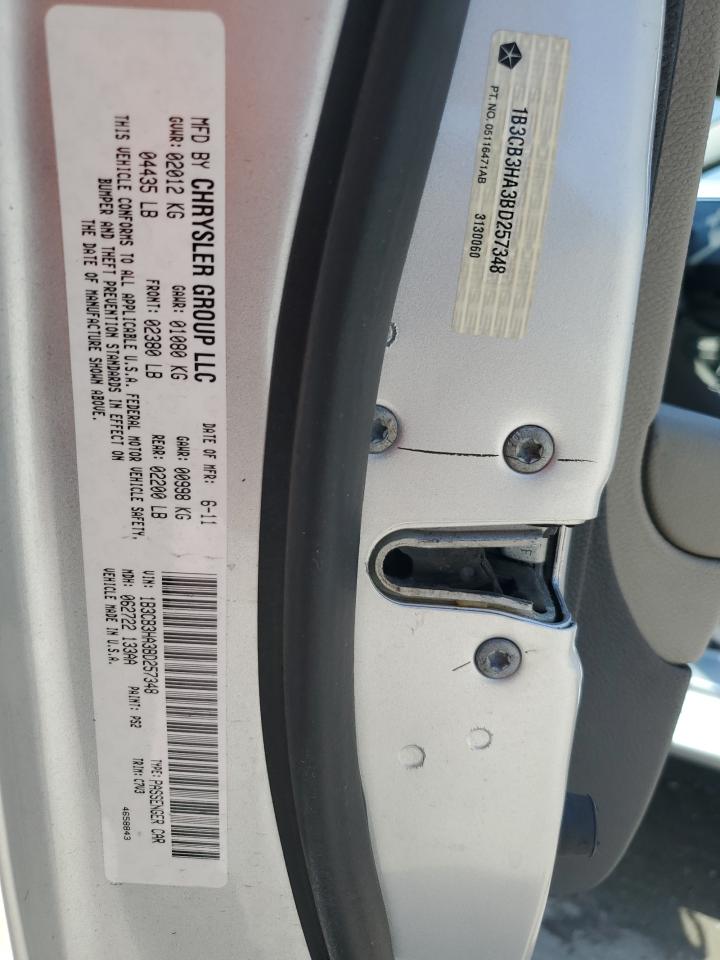 MFD BY CHRYSLER GROUP LLC
DATE OF MFR: 6-11
GVWR: 02012 KG
GAWR: 01080 KG
GAWR: 00998 KG
04435 LB
FRONT: 02380 LB
REAR: 02200 LB
THIS VEHICLE CONFORMS TO ALL APPLICABLE U.S.A. FEDERAL MOTOR VEHICLE SAFETY,
BUMPER AND THEFT PREVENTION STANDARDS IN EFFECT ON
THE DATE OF MANUFACTURE SHOWN ABOVE.
VIN: 1B3CB3HA3BD257348
TYPE: PASSENGER CAR
MDH: 062722 133AA
PAINT: PS2
TRIM: C7V3
VEHICLE MADE IN U.S.A.
4658843
1B3CB3HA3BD257348
PT. NO. 05116471AB
3130060